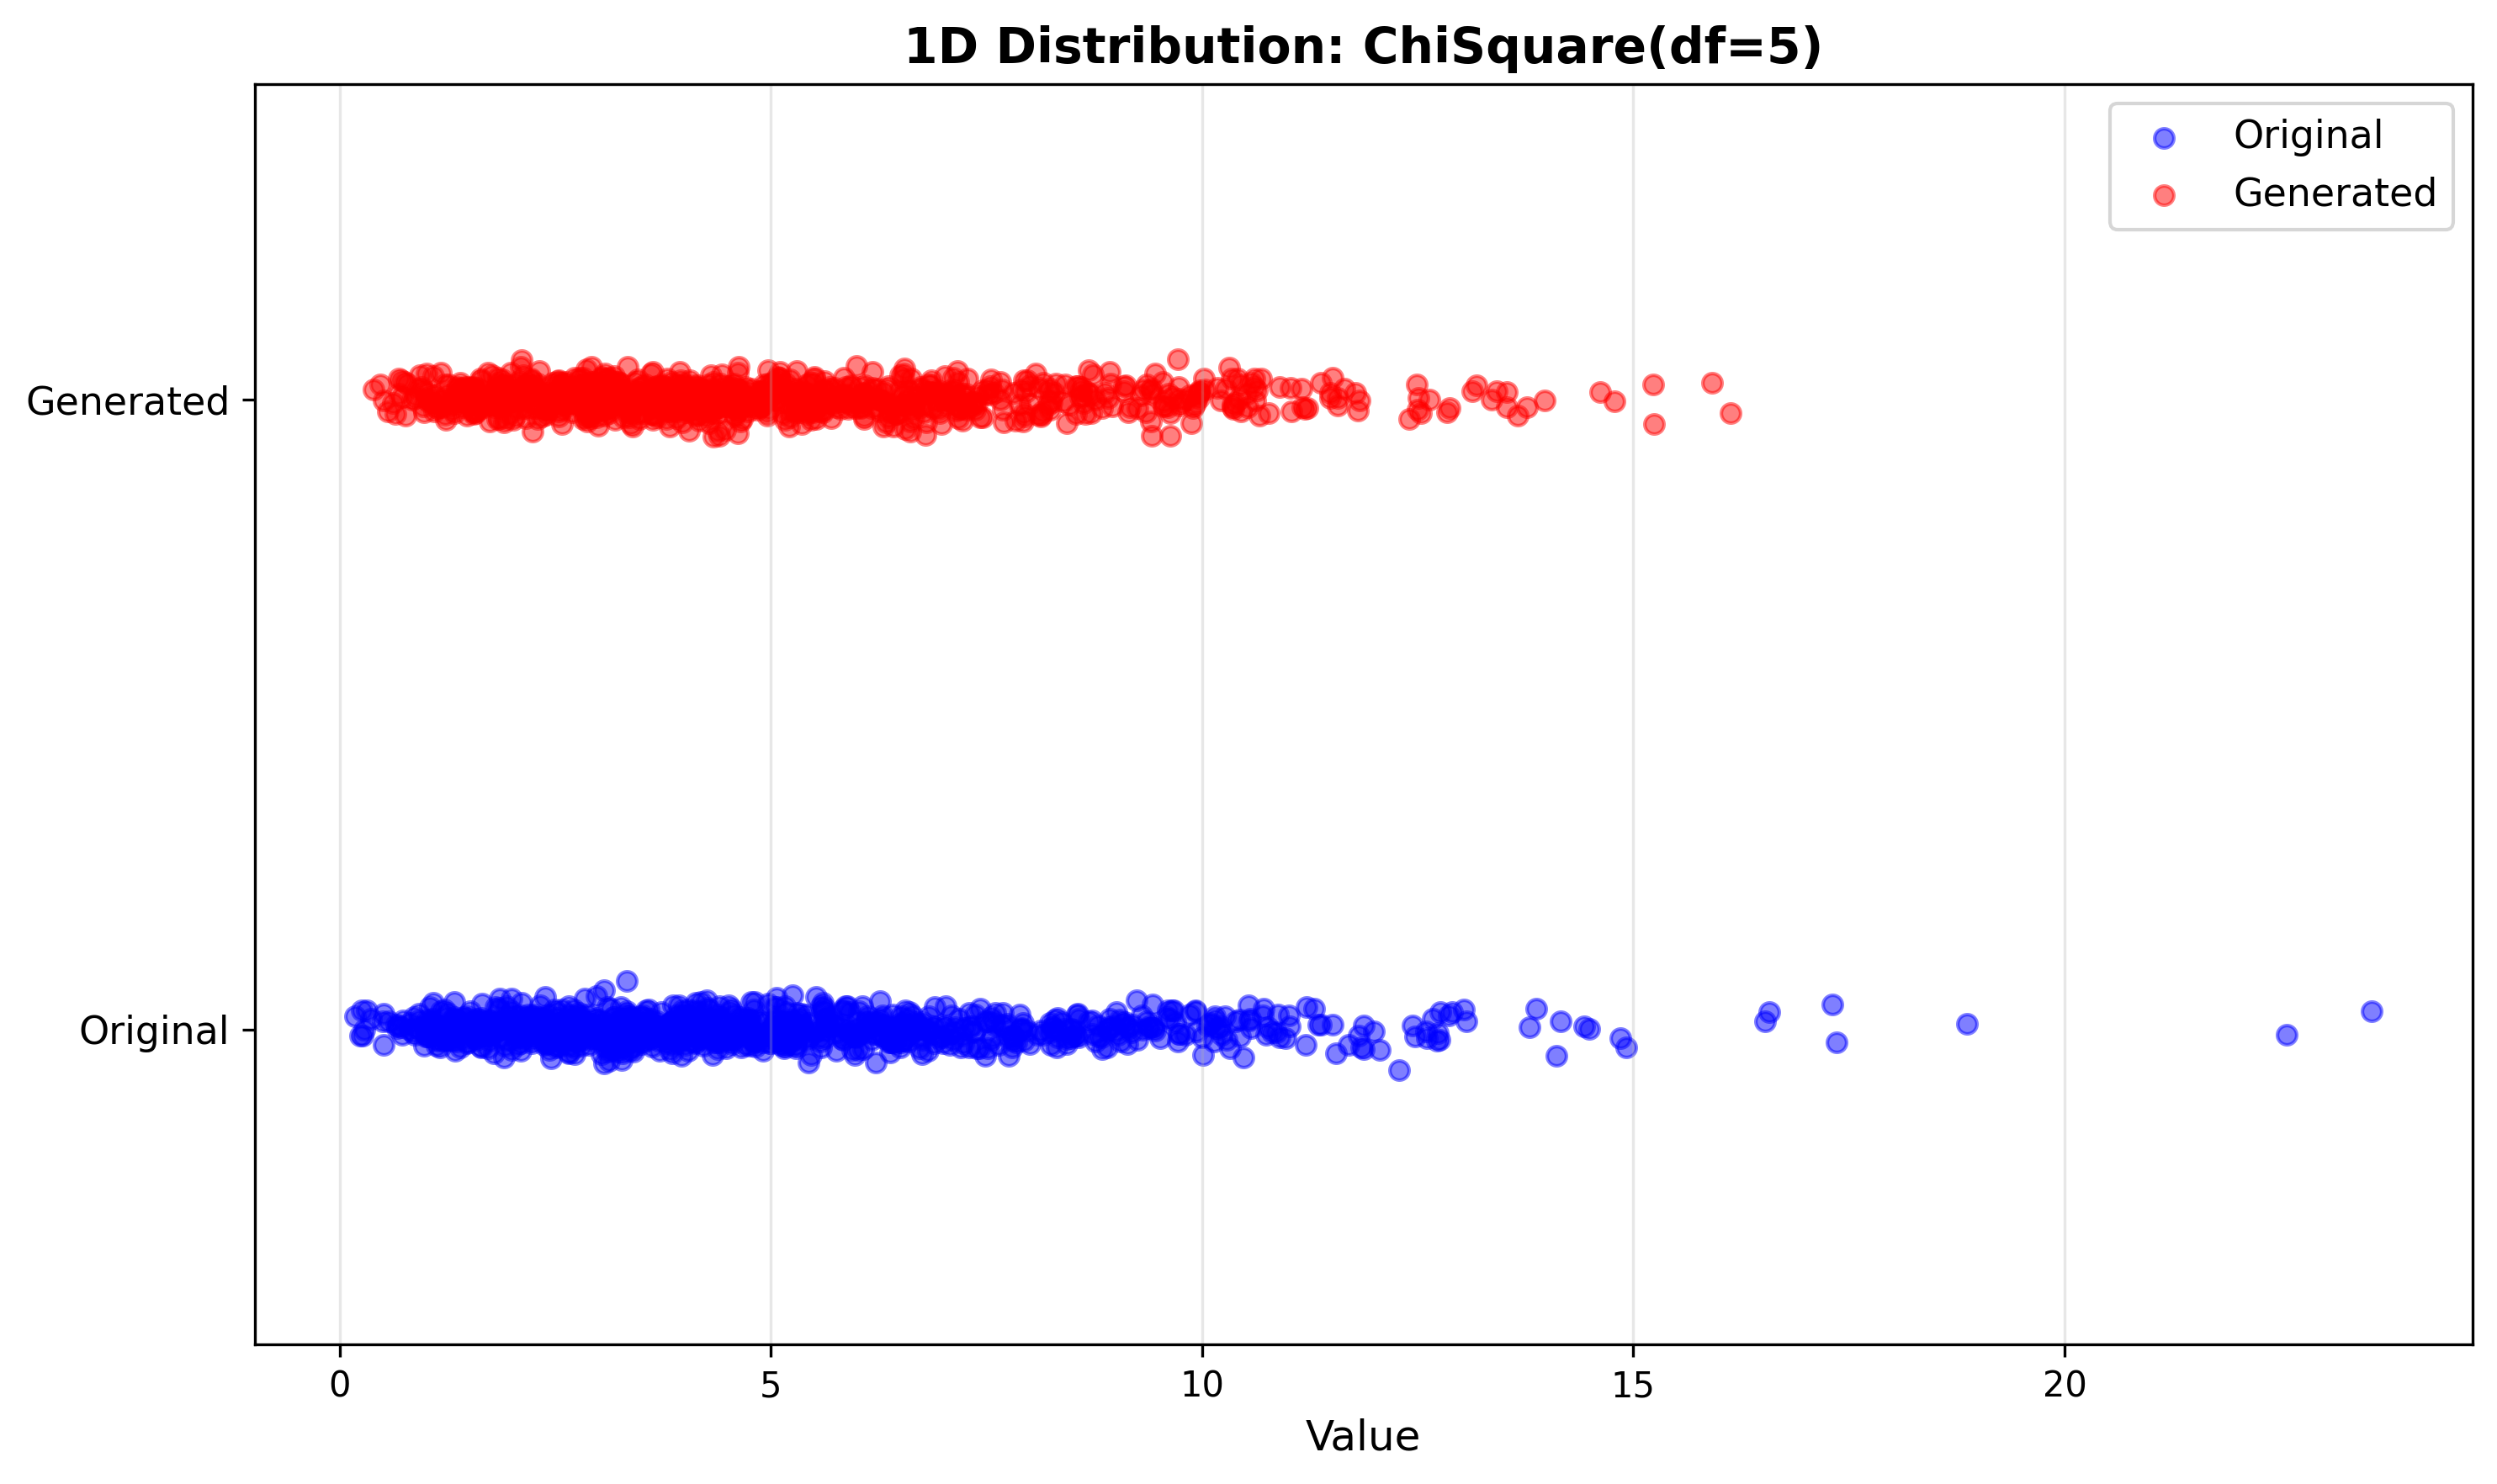 1D Distribution: ChiSquare(df=5)
Original
Generated
Generated
Original
0 5 10 15 20
Value